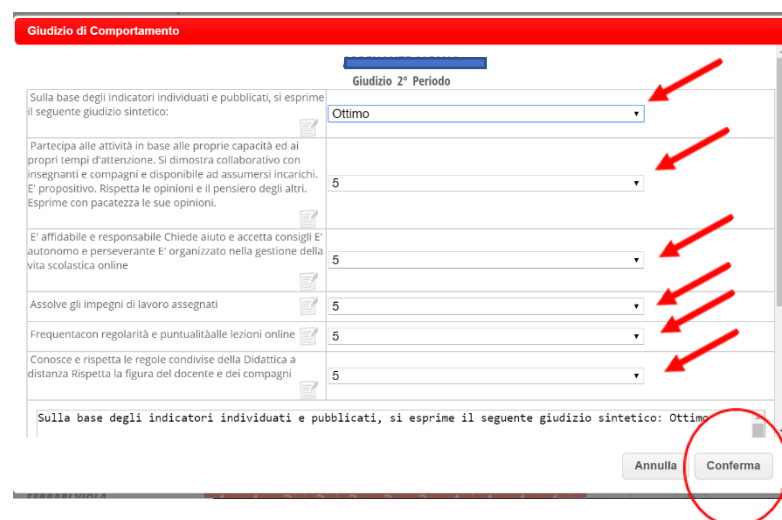 Giudizio di Comportamento
Giudizio 2° Periodo
Sulla base degli indicatori individuati e pubblicati, si esprime
il seguente giudizio sintetico:
Ottimo
Partecipa alle attività in base alle proprie capacità ed ai
propri tempi d'attenzione. Si dimostra collaborativo con
insegnanti e compagni e disponibile ad assumersi incarichi.
E' propositivo. Rispetta le opinioni e il pensiero degli altri.
Esprime con pacatezza le sue opinioni.
5
E' affidabile e responsabile Chiede aiuto e accetta consigli E'
autonomo e perseverante E' organizzato nella gestione della
vita scolastica online
5
Assolve gli impegni di lavoro assegnati
5
Frequentacon regolarità e puntualitàalle lezioni online
5
Conosce e rispetta le regole condivise della Didattica a
distanza Rispetta la figura del docente e dei compagni
5
Sulla base degli indicatori individuati e pubblicati, si esprime il seguente giudizio sintetico: Ottimo
Annulla
Conferma